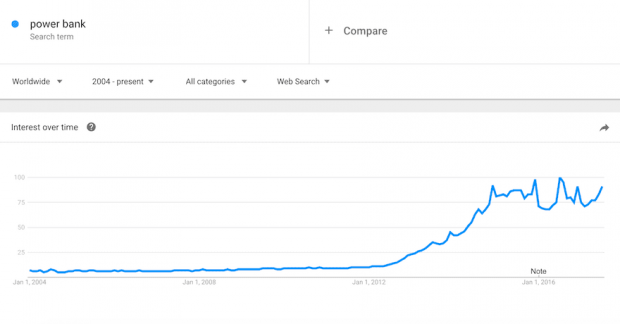 power bank
Search term
+ Compare
Worldwide
2004 - present
All categories
Web Search
Interest over time ?
100
75
50
25
Note
Jan 1, 2004
Jan 1, 2008
Jan 1, 2012
Jan 1, 2016